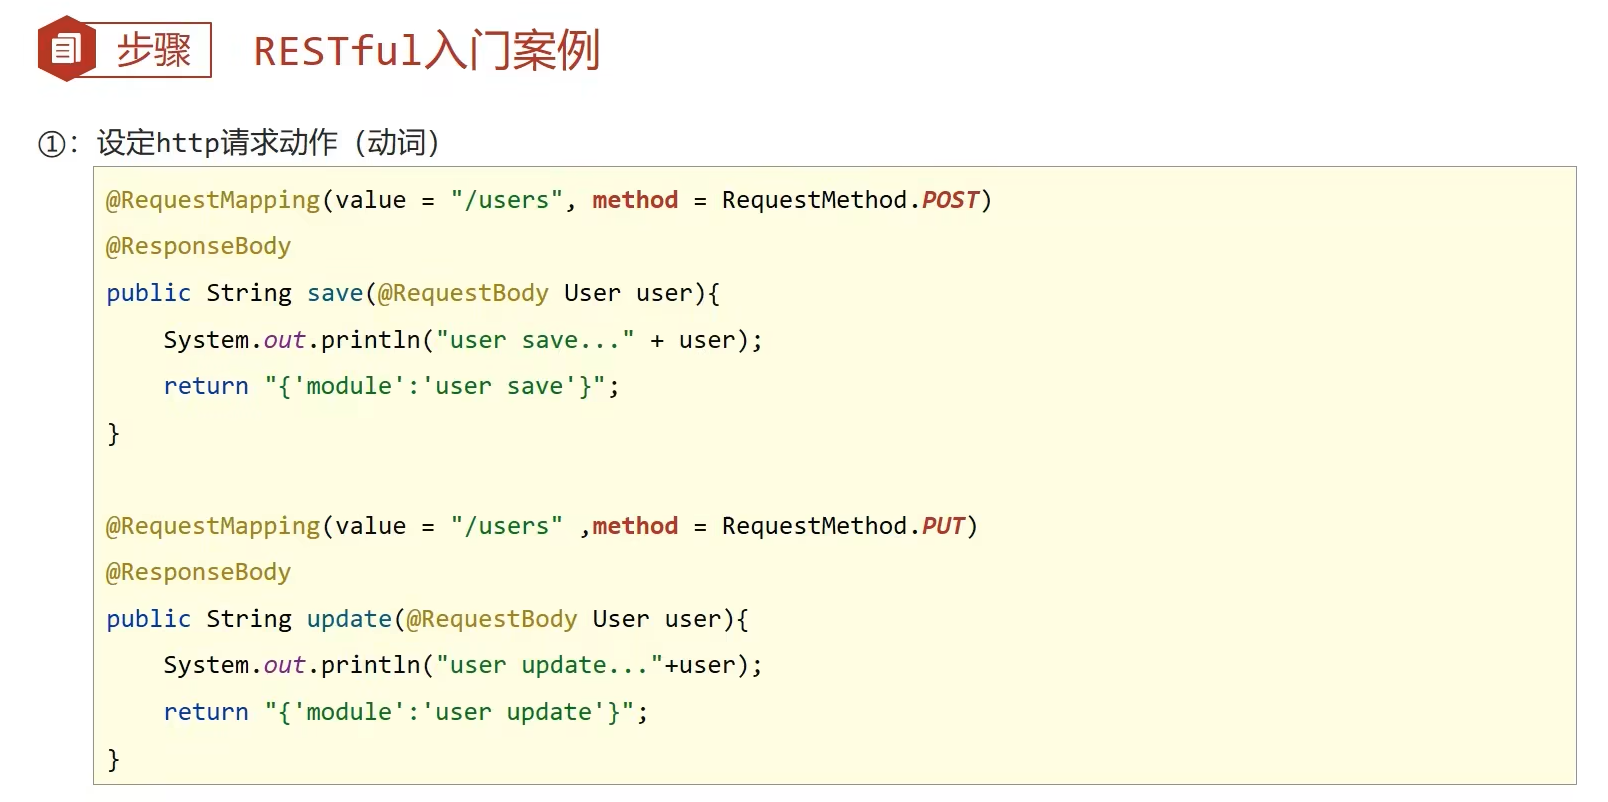 步骤 RESTful入门案例
①：设定http请求动作（动词）
@RequestMapping(value = "/users", method = RequestMethod.POST)
@ResponseBody
public String save(@RequestBody User user){
    System.out.println("user save..." + user);
    return "{'module':'user save'}";
}
@RequestMapping(value = "/users" ,method = RequestMethod.PUT)
@ResponseBody
public String update(@RequestBody User user){
    System.out.println("user update..."+user);
    return "{'module':'user update'}";
}